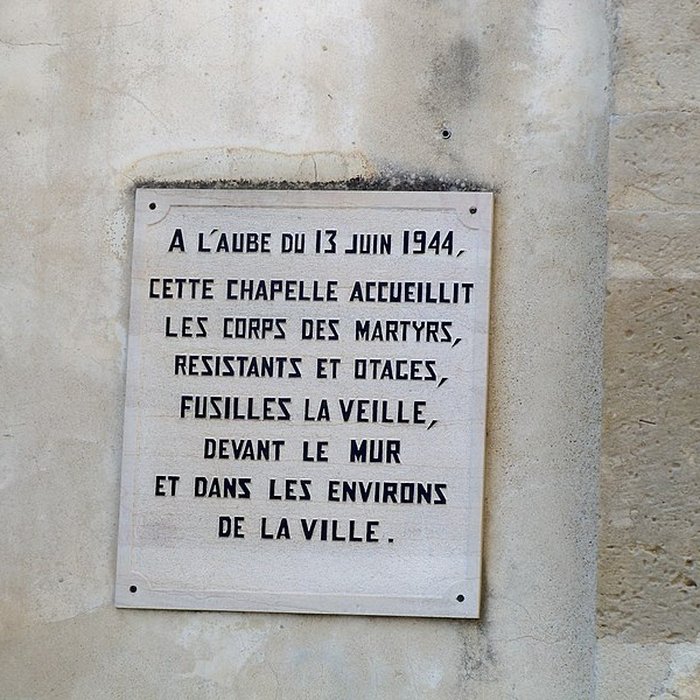 A L'AUBE DU 13 JUIN 1944,
CETTE CHAPELLE ACCUEILLIT
LES CORPS DES MARTYRS,
RESISTANTS ET OTAGES,
FUSILLES LA VEILLE,
DEVANT LE MUR
ET DANS LES ENVIRONS
DE LA VILLE.